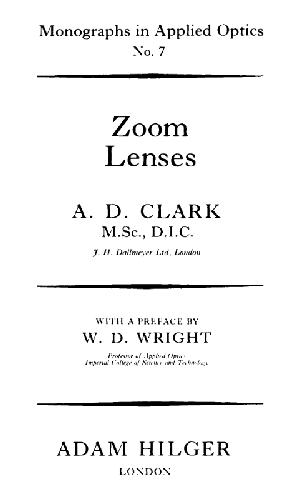 Monographs in Applied Optics
No. 7
Zoom
Lenses
A. D. CLARK
M.Sc., D.I.C.
J. H. Dallmeyer Ltd, London
WITH A PREFACE BY
W. D. WRIGHT
Professor of Applied Optics
Imperial College of Science and Technology
ADAM HILGER
LONDON